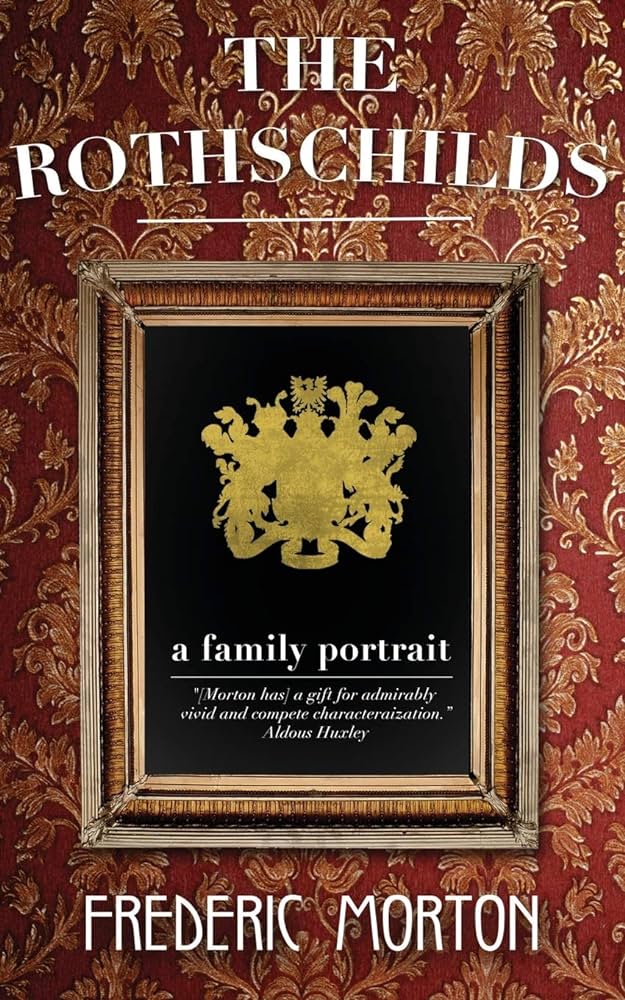 THE
ROTHSCHILDS
a family portrait
"[Morton has] a gift for admirably
vivid and compete characteraization.”
Aldous Huxley
FREDERIC MORTON